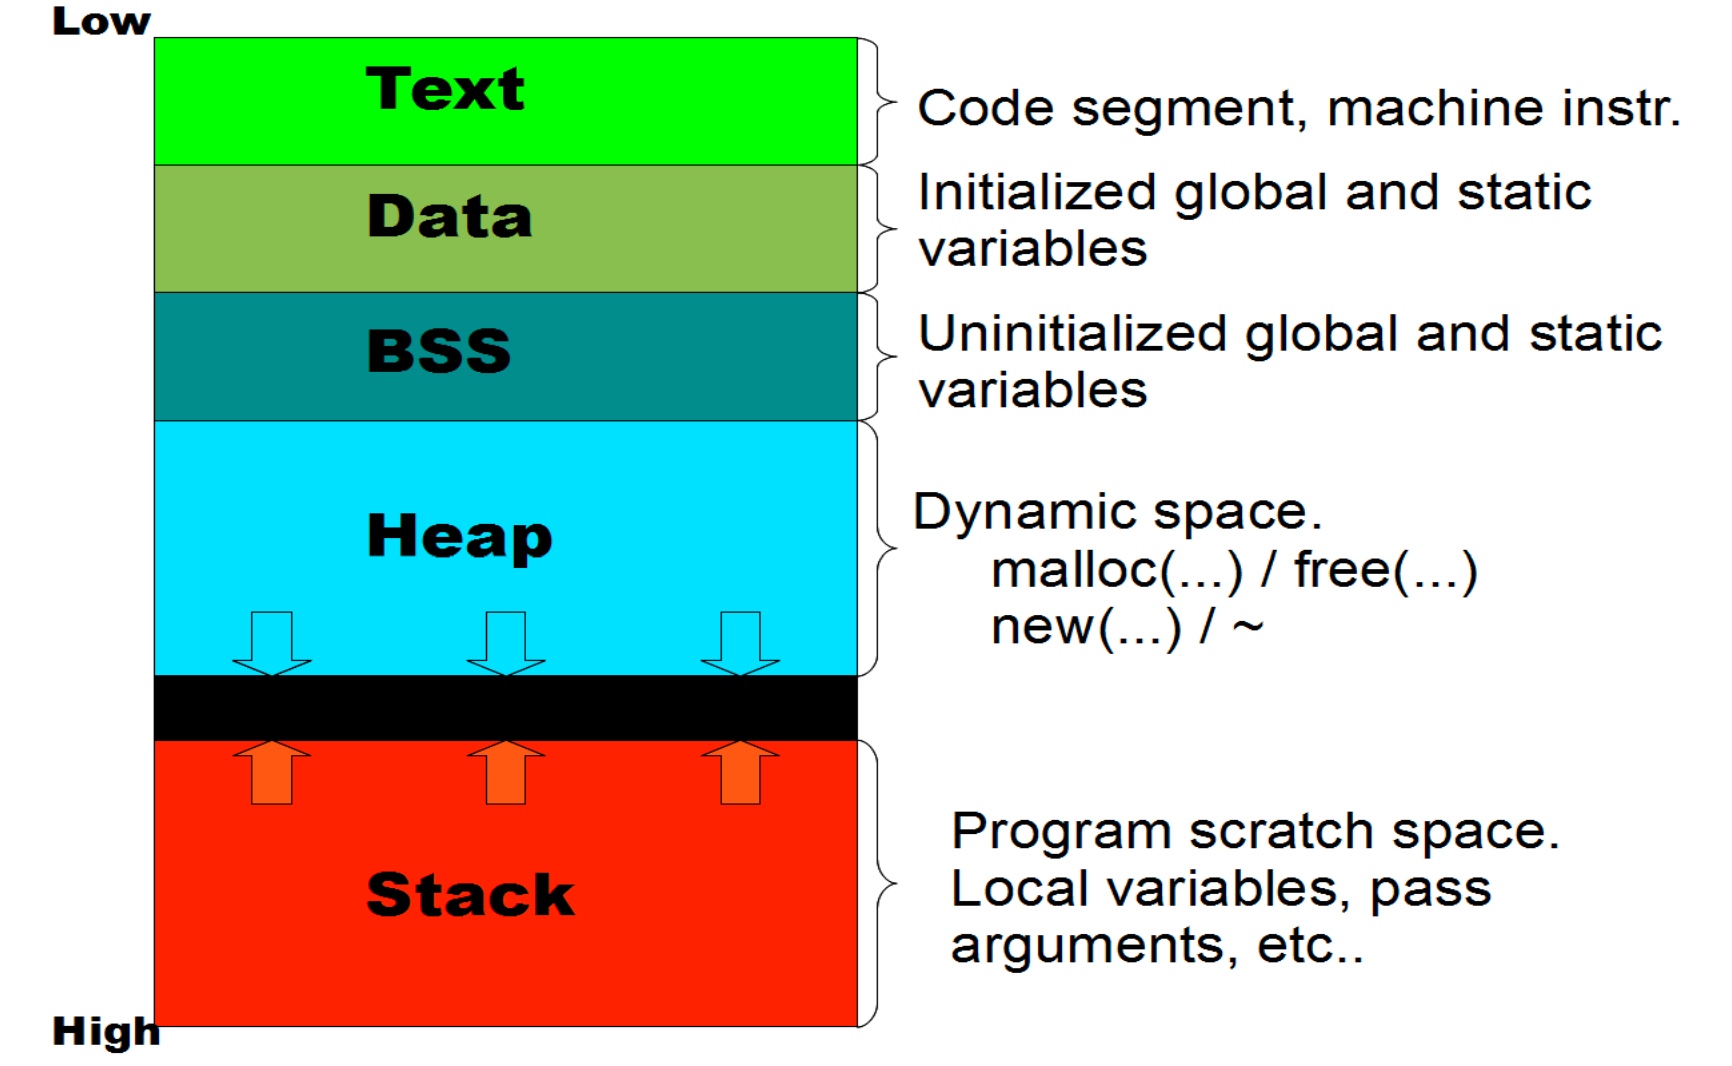 Low
Text
Code segment, machine instr.
Data
Initialized global and static
variables
BSS
Uninitialized global and static
variables
Heap
Dynamic space.
malloc(...) / free(...)
new(...) / ~
Stack
Program scratch space.
Local variables, pass
arguments, etc..
High